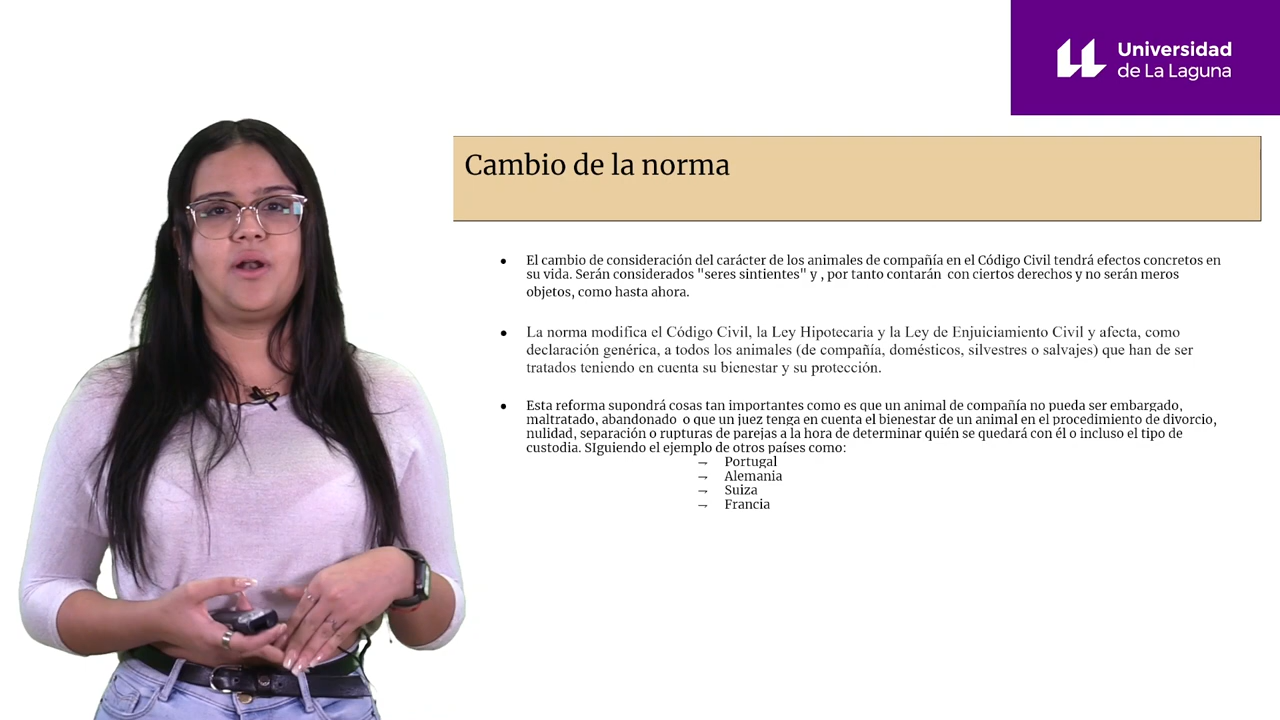 Universidad
de La Laguna
Cambio de la norma
• El cambio de consideración del carácter de los animales de compañía en el Código Civil tendrá efectos concretos en
su vida. Serán considerados "seres sintientes" y , por tanto contarán con ciertos derechos y no serán meros
objetos, como hasta ahora.
• La norma modifica el Código Civil, la Ley Hipotecaria y la Ley de Enjuiciamiento Civil y afecta, como
declaración genérica, a todos los animales (de compañía, domésticos, silvestres o salvajes) que han de ser
tratados teniendo en cuenta su bienestar y su protección.
• Esta reforma supondrá cosas tan importantes como es que un animal de compañía no pueda ser embargado,
maltratado, abandonado o que un juez tenga en cuenta el bienestar de un animal en el procedimiento de divorcio,
nulidad, separación o rupturas de parejas a la hora de determinar quién se quedará con él o incluso el tipo de
custodia. SIguiendo el ejemplo de otros países como:
→ Portugal
→ Alemania
→ Suiza
→ Francia